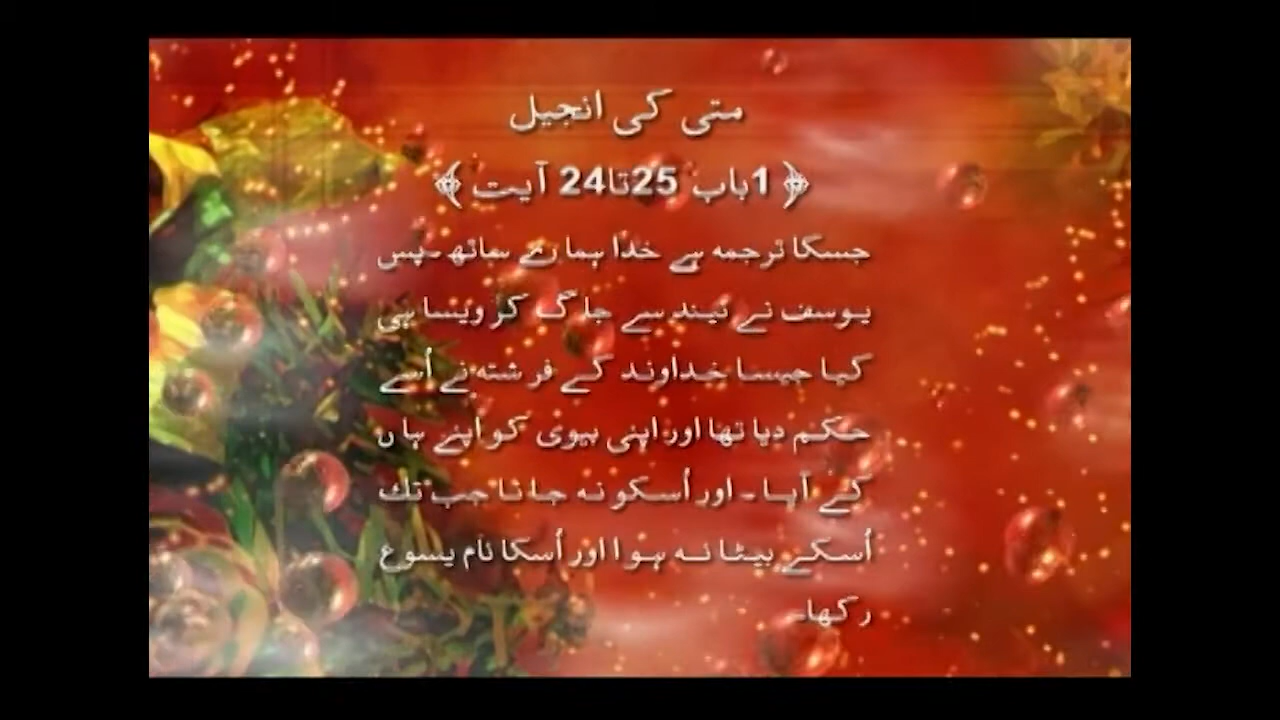 متی کی انجیل
﴿ 1باب 25تا24 آیت ﴾
جسکا ترجمہ ہے خدا ہمارے ساتھ ۔پس
یوسف نے نیند سے جاگ کر ویسا ہی
کیا جیسا خداوند کے فرشتہ نے اُسے
حکم دیا تھا اور اپنی بیوی کو اپنے ہاں
کے آیا ۔ اور اُسکو نہ جانا جب تک
اُسکے بیٹا نہ ہوا اور اُسکا نام یسوع
رکھا۔